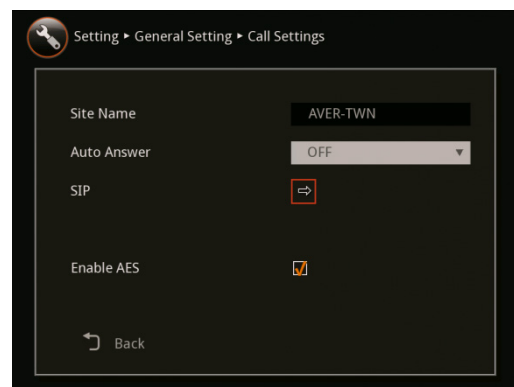 Setting ▸ General Setting ▸ Call Settings
Site Name AVER-TWN
Auto Answer OFF
SIP
Enable AES
Back